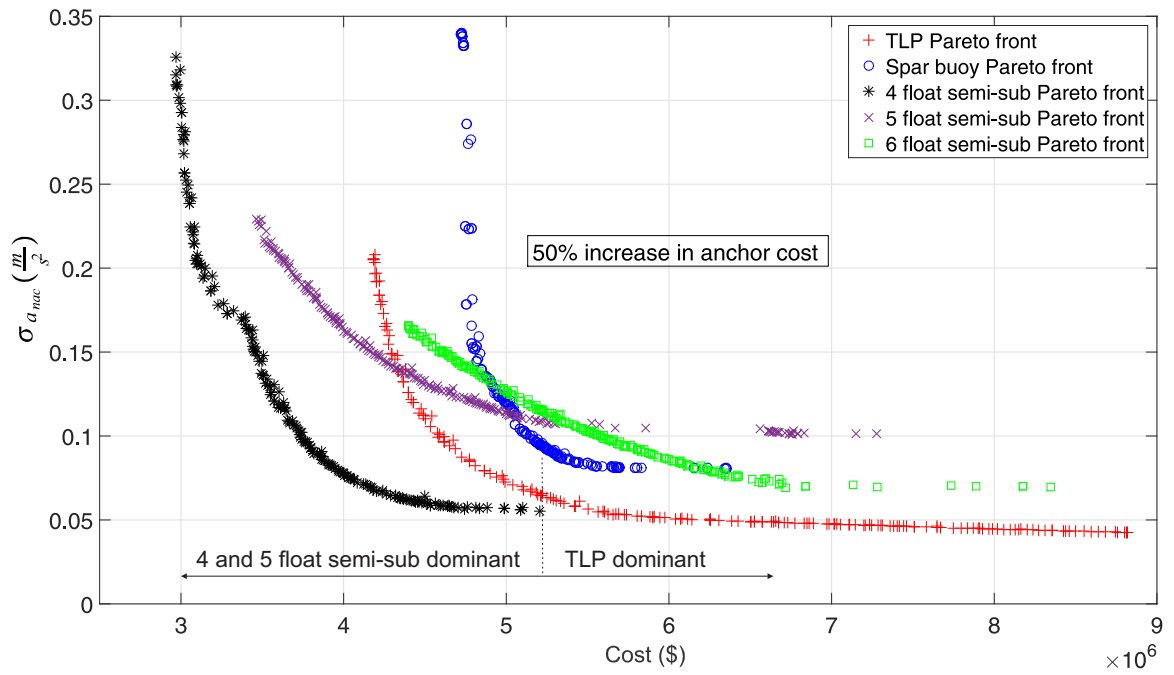 0.35
0.3
0.25
0.2
0.15
0.1
0.05
0
σ a nac (m/s²)
TLP Pareto front
Spar buoy Pareto front
4 float semi-sub Pareto front
5 float semi-sub Pareto front
6 float semi-sub Pareto front
50% increase in anchor cost
4 and 5 float semi-sub dominant TLP dominant
3 4 5 6 7 8 9
Cost ($)
×10⁶